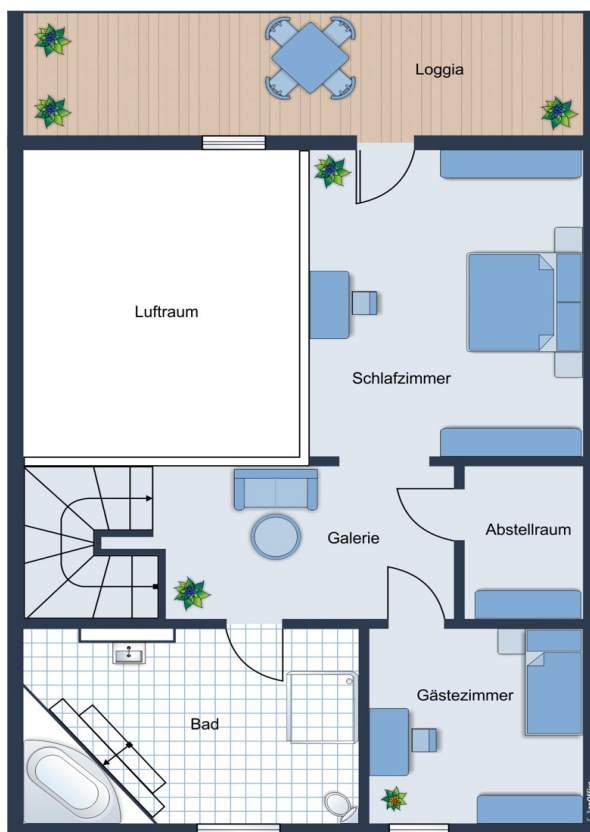 Loggia
Luftraum
Schlafzimmer
Galerie
Abstellraum
Bad
Gästezimmer